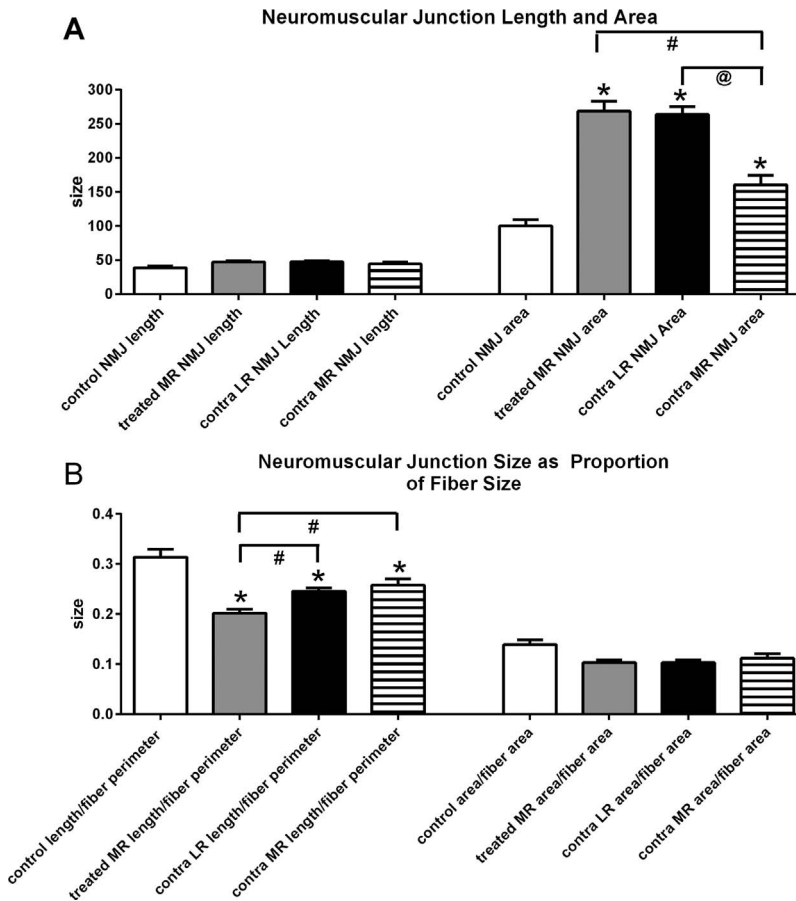 A
Neuromuscular Junction Length and Area
#
@
* * *
size
300
250
200
150
100
50
0
control NMJ length
treated MR NMJ length
contra LR NMJ Length
contra MR NMJ length
control NMJ area
treated MR NMJ area
contra LR NMJ Area
contra MR NMJ area
B
Neuromuscular Junction Size as Proportion
of Fiber Size
#
#
* * *
size
0.4
0.3
0.2
0.1
0.0
control length/fiber perimeter
treated MR length/fiber perimeter
contra LR length/fiber perimeter
contra MR length/fiber perimeter
control area/fiber area
treated MR area/fiber area
contra LR area/fiber area
contra MR area/fiber area